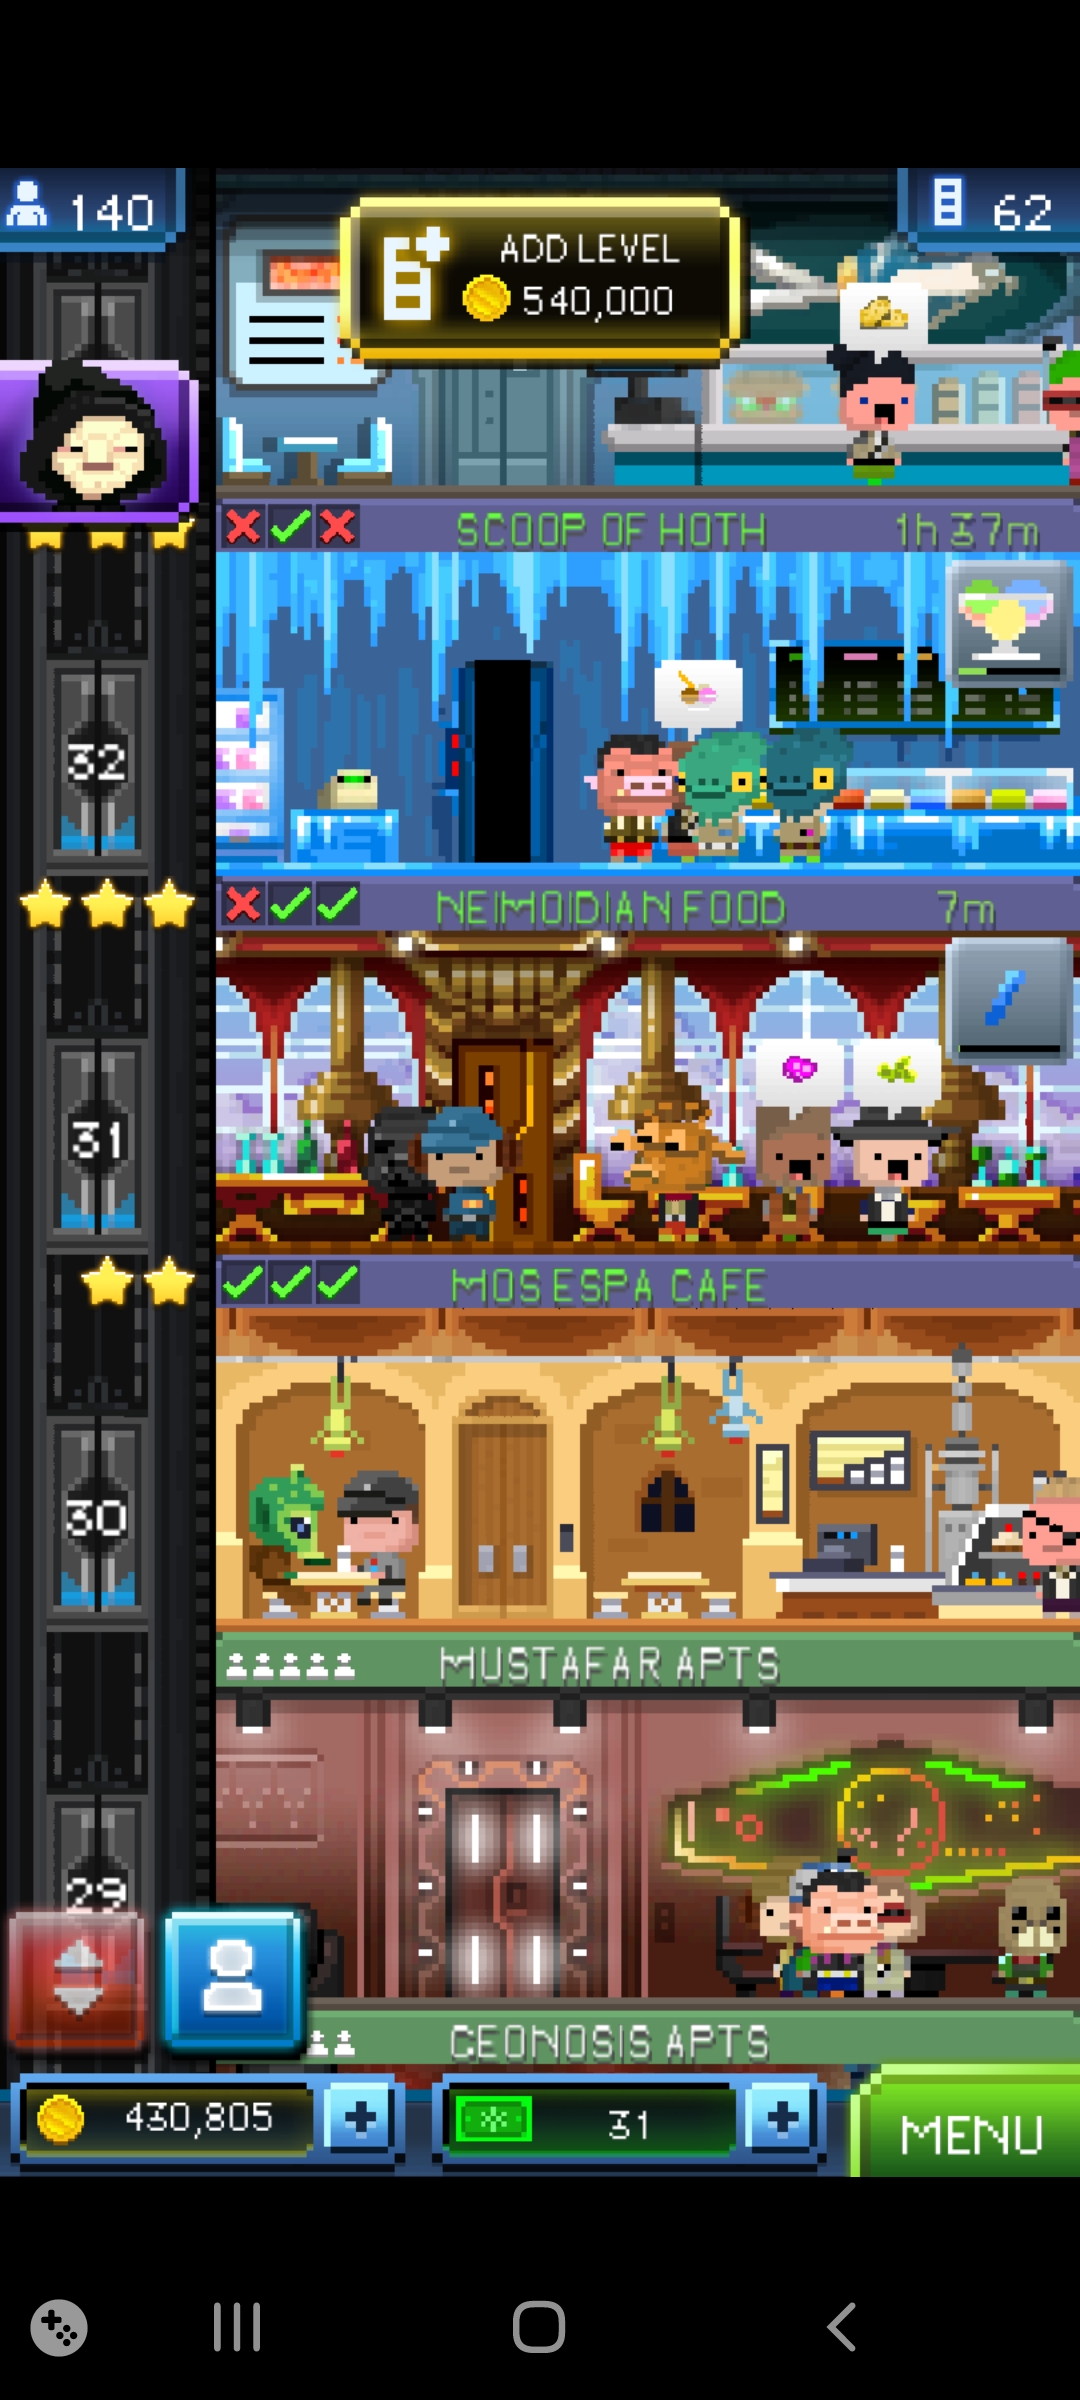 140
62
ADD LEVEL
540,000
SCOOP OF HOTH
1h 37m
32
NEIMOIDIAN FOOD
7m
31
MOS ESPA CAFE
30
MUSTAFAR APTS
29
GEONOSIS APTS
430,805
31
MENU